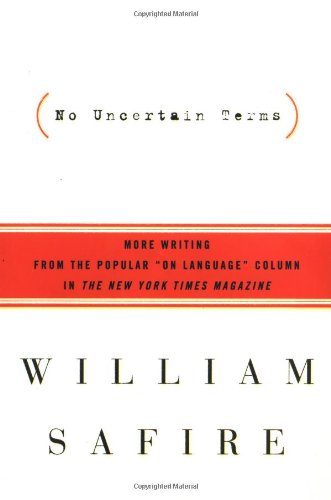 Copyrighted Material
(No Uncertain Terms)
MORE WRITING
FROM THE POPULAR "ON LANGUAGE" COLUMN
IN THE NEW YORK TIMES MAGAZINE
WILLIAM
SAFIRE
Copyrighted Material